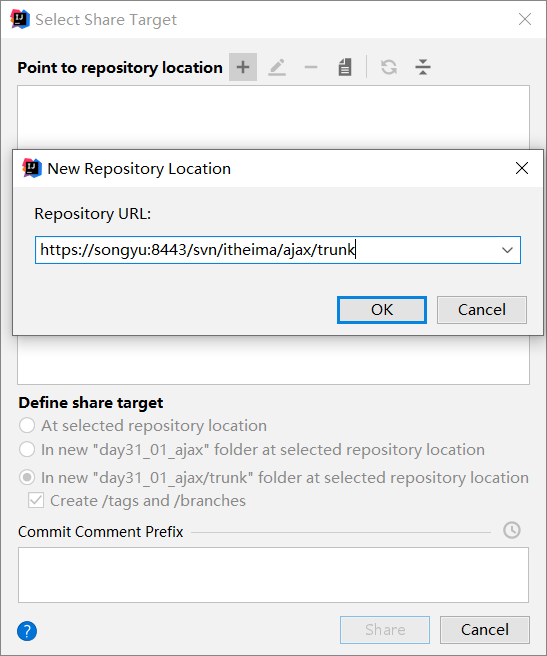 Select Share Target
Point to repository location
New Repository Location
Repository URL:
https://songyu:8443/svn/itheima/ajax/trunk
OK
Cancel
Define share target
At selected repository location
In new "day31_01_ajax" folder at selected repository location
In new "day31_01_ajax/trunk" folder at selected repository location
Create /tags and /branches
Commit Comment Prefix
?
Share
Cancel